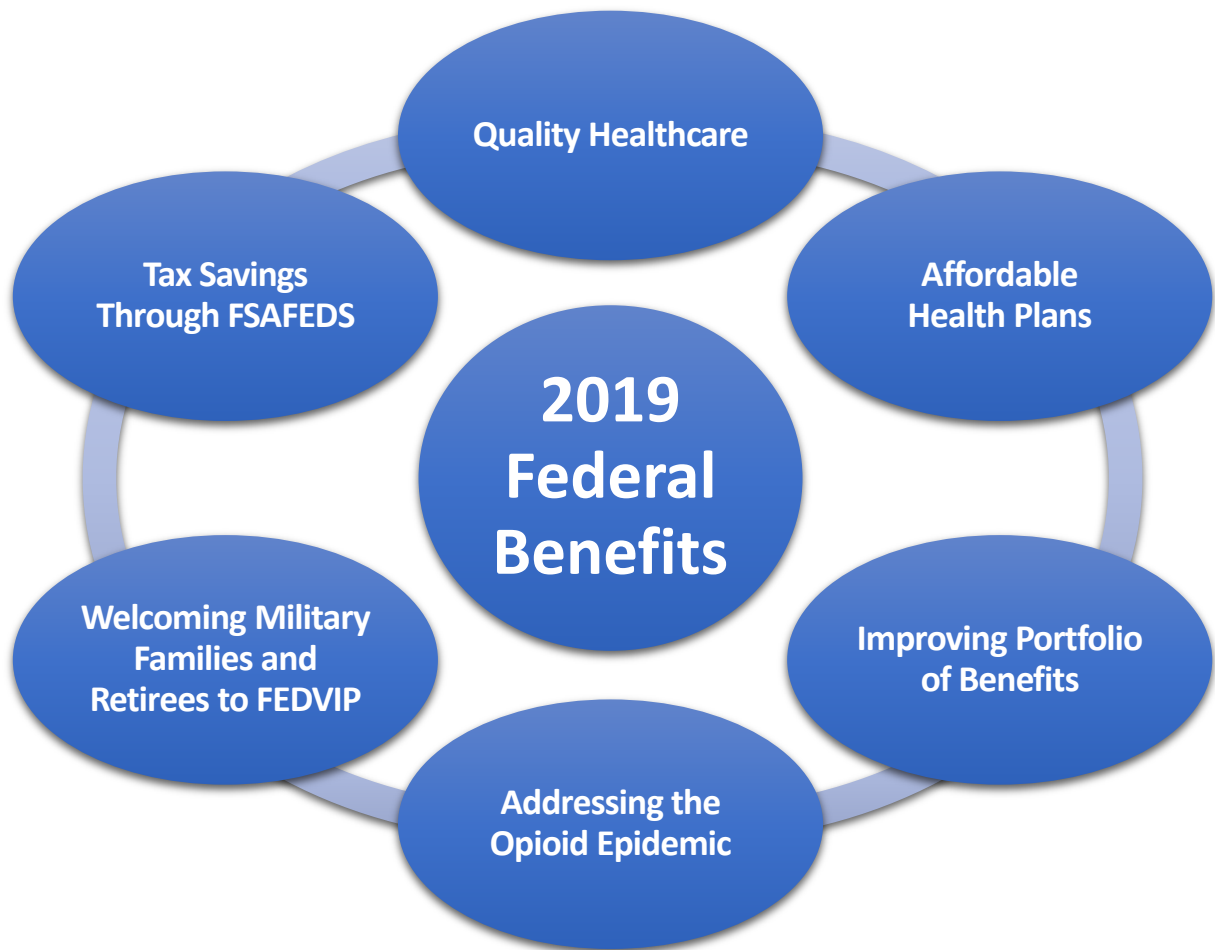 Quality Healthcare
Tax Savings
Through FSAFEDS
Affordable
Health Plans
2019
Federal
Benefits
Welcoming Military
Families and
Retirees to FEDVIP
Improving Portfolio
of Benefits
Addressing the
Opioid Epidemic